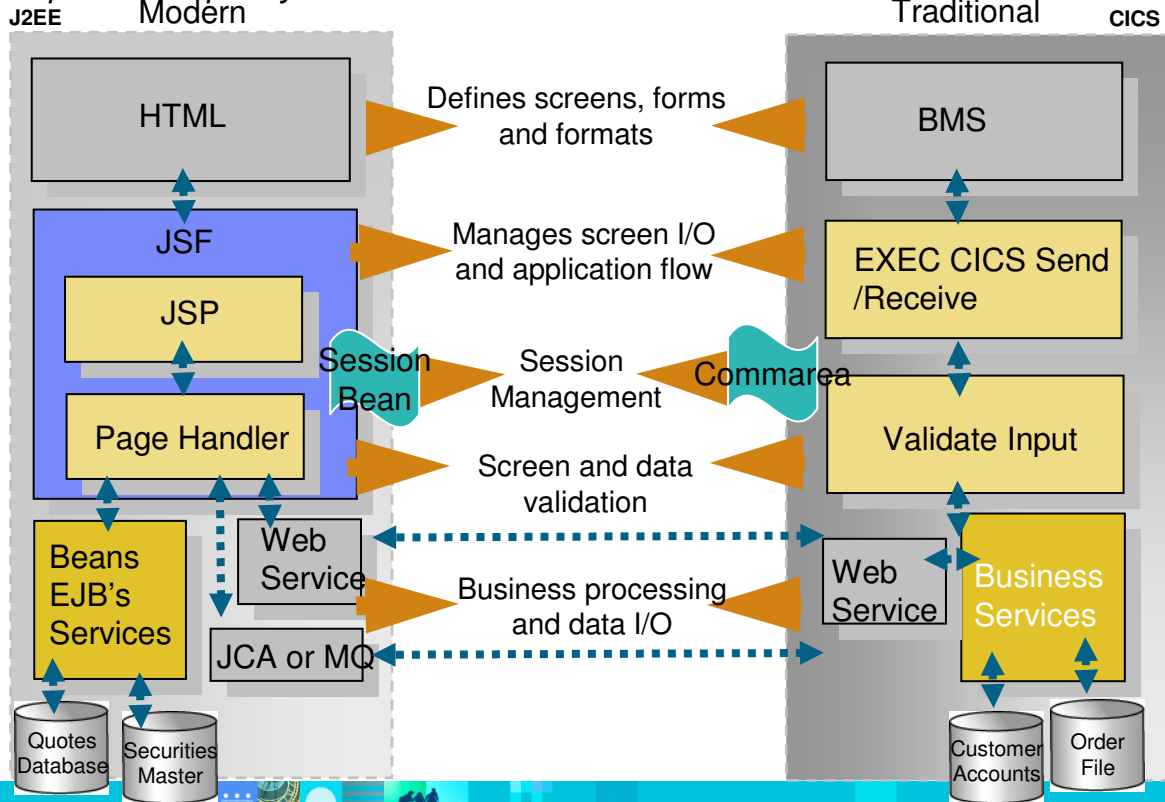 J2EE
Modern
Traditional
CICS
HTML
Defines screens, forms
and formats
BMS
JSF
JSP
Manages screen I/O
and application flow
EXEC CICS Send
/Receive
Session
Bean
Session
Management
Commarea
Page Handler
Screen and data
validation
Validate Input
Beans
EJB's
Services
Web
Service
JCA or MQ
Business processing
and data I/O
Web
Service
Business
Services
Quotes
Database
Securities
Master
Customer
Accounts
Order
File